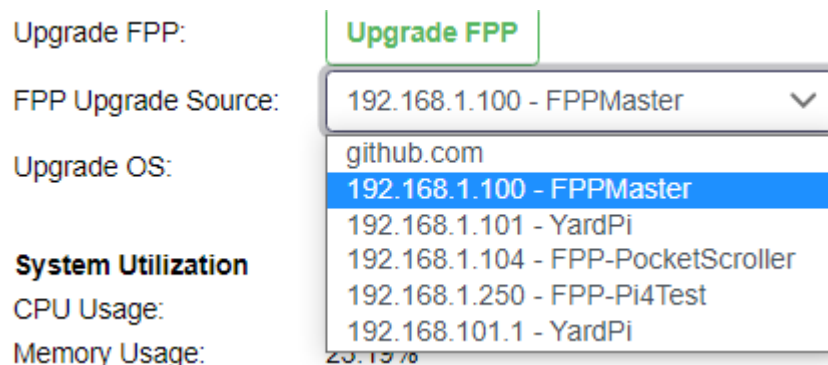 Upgrade FPP: Upgrade FPP
FPP Upgrade Source: 192.168.1.100 - FPPMaster
github.com
Upgrade OS:
192.168.1.100 - FPPMaster
192.168.1.101 - YardPi
192.168.1.104 - FPP-PocketScroller
192.168.1.250 - FPP-Pi4Test
192.168.101.1 - YardPi
System Utilization
CPU Usage:
Memory Usage: 25.19%